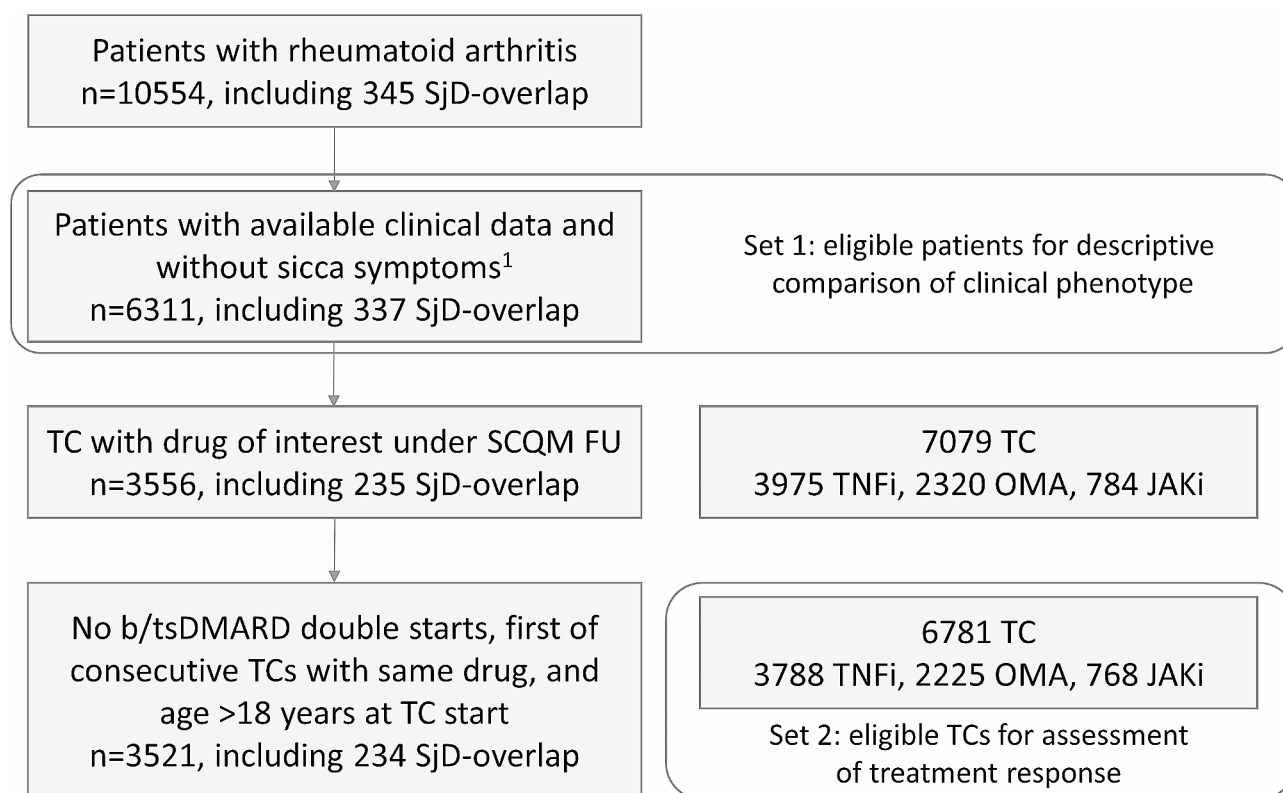 Patients with rheumatoid arthritis
n=10554, including 345 SjD-overlap
Patients with available clinical data and
without sicca symptoms¹
n=6311, including 337 SjD-overlap
Set 1: eligible patients for descriptive
comparison of clinical phenotype
TC with drug of interest under SCQM FU
n=3556, including 235 SjD-overlap
7079 TC
3975 TNFi, 2320 OMA, 784 JAKi
No b/tsDMARD double starts, first of
consecutive TCs with same drug, and
age >18 years at TC start
n=3521, including 234 SjD-overlap
6781 TC
3788 TNFi, 2225 OMA, 768 JAKi
Set 2: eligible TCs for assessment
of treatment response